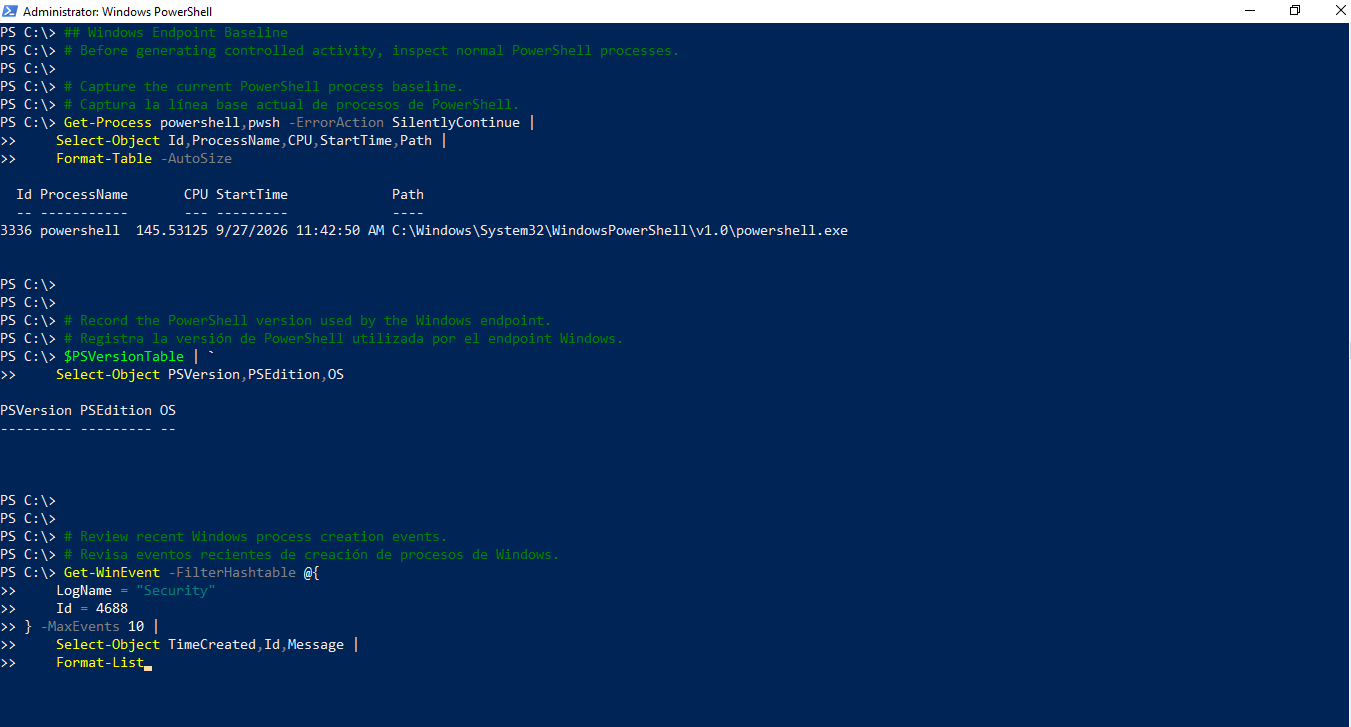 Administrator: Windows PowerShell
PS C:\> ## Windows Endpoint Baseline
PS C:\> # Before generating controlled activity, inspect normal PowerShell processes.
PS C:\>
PS C:\> # Capture the current PowerShell process baseline.
PS C:\> # Captura la línea base actual de procesos de PowerShell.
PS C:\> Get-Process powershell,pwsh -ErrorAction SilentlyContinue |
>>     Select-Object Id,ProcessName,CPU,StartTime,Path |
>>     Format-Table -AutoSize
  Id ProcessName       CPU StartTime             Path
  -- -----------       --- ---------             ----
3336 powershell  145.53125 9/27/2026 11:42:50 AM C:\Windows\System32\WindowsPowerShell\v1.0\powershell.exe
PS C:\>
PS C:\>
PS C:\> # Record the PowerShell version used by the Windows endpoint.
PS C:\> # Registra la versión de PowerShell utilizada por el endpoint Windows.
PS C:\> $PSVersionTable | `
>>     Select-Object PSVersion,PSEdition,OS
PSVersion PSEdition OS
--------- --------- --
PS C:\>
PS C:\>
PS C:\> # Review recent Windows process creation events.
PS C:\> # Revisa eventos recientes de creación de procesos de Windows.
PS C:\> Get-WinEvent -FilterHashtable @{
>>     LogName = "Security"
>>     Id = 4688
>> } -MaxEvents 10 |
>>     Select-Object TimeCreated,Id,Message |
>>     Format-List